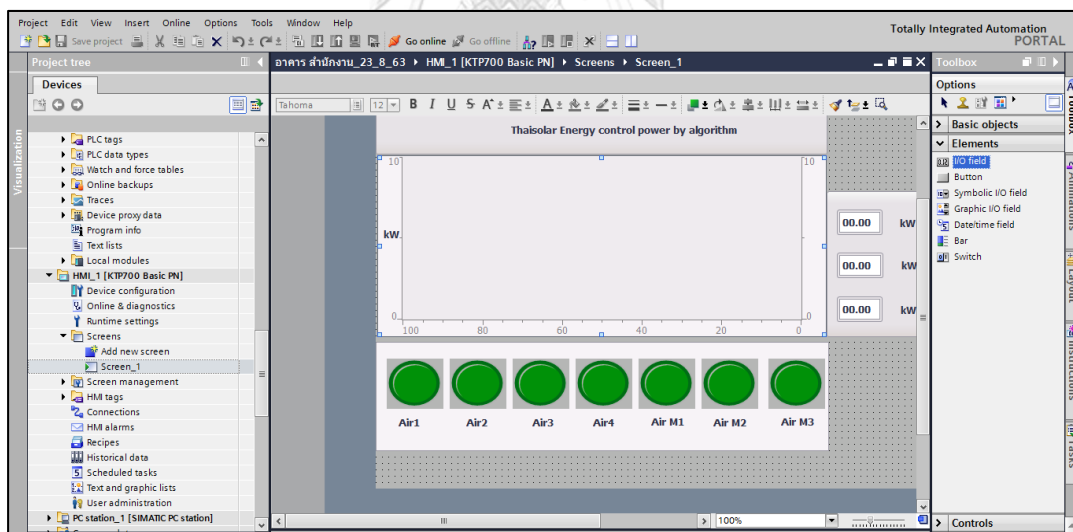 Project Edit View Insert Online Options Tools Window Help
Totally Integrated Automation
PORTAL
Save project Go online Go offline
Project tree
อาคาร สำนักงาน_23_8_63 HMI_1 [KTP700 Basic PN] Screens Screen_1
Toolbox
Devices
Options
Tahoma 12 B I U S A
Visualization
PLC tags
PLC data types
Watch and force tables
Online backups
Traces
Device proxy data
Program info
Text lists
Local modules
HMI_1 [KTP700 Basic PN]
Device configuration
Online & diagnostics
Runtime settings
Screens
Add new screen
Screen_1
Screen management
HMI tags
Connections
HMI alarms
Recipes
Historical data
Scheduled tasks
Text and graphic lists
User administration
PC station_1 [SIMATIC PC station]
Thaisolar Energy control power by algorithm
10 10
kW
0 0
100 80 60 40 20 0
00.00 kW
00.00 kW
00.00 kW
Air1 Air2 Air3 Air4 Air M1 Air M2 Air M3
100%
Basic objects
Elements
I/O field
Button
Symbolic I/O field
Graphic I/O field
Date/time field
Bar
Switch
Controls
Toolbox
Animations
Layout
Instructions
Tasks